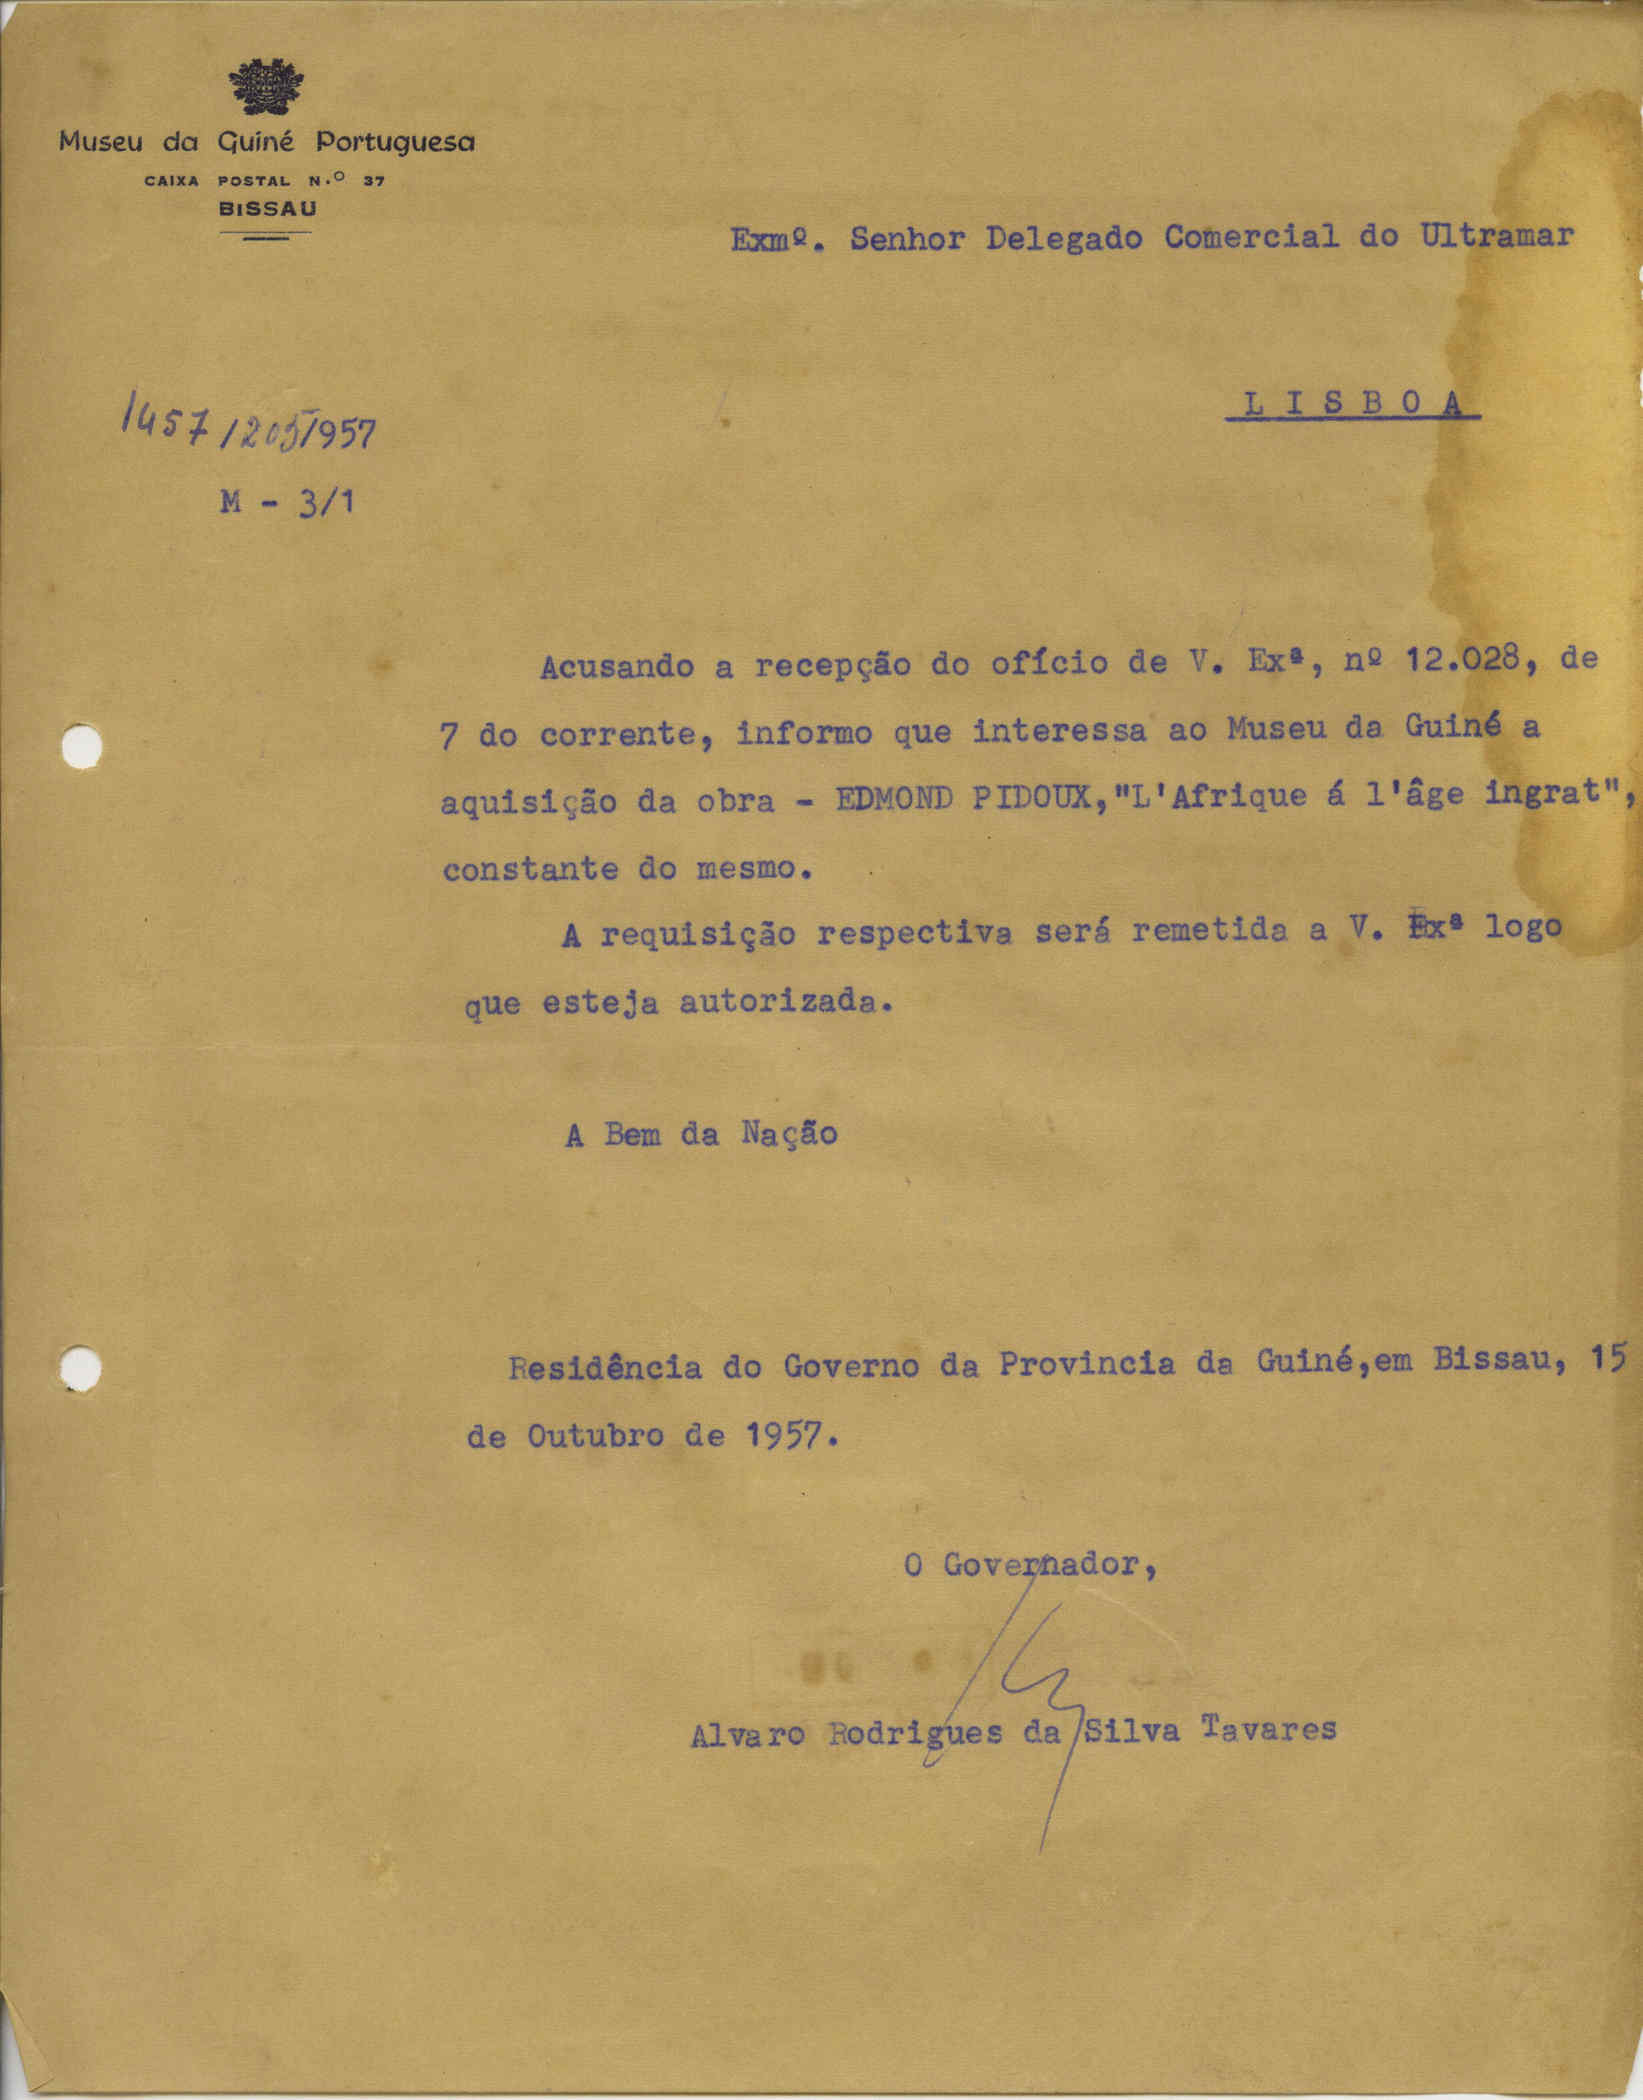 Museu da Guiné Portuguesa
CAIXA POSTAL N.º 37
BISSAU
Exmº. Senhor Delegado Comercial do Ultramar
LISBOA
1457/205/957
M - 3/1
Acusando a recepção do ofício de V. Exª, nº 12.028, de
7 do corrente, informo que interessa ao Museu da Guiné a
aquisição da obra - EDMOND PIDOUX,"L'Afrique á l'âge ingrat",
constante do mesmo.
A requisição respectiva será remetida a V. Exª logo
que esteja autorizada.
A Bem da Nação
Residência do Governo da Provincia da Guiné,em Bissau, 15
de Outubro de 1957.
O Governador,
Alvaro Rodrigues da Silva Tavares